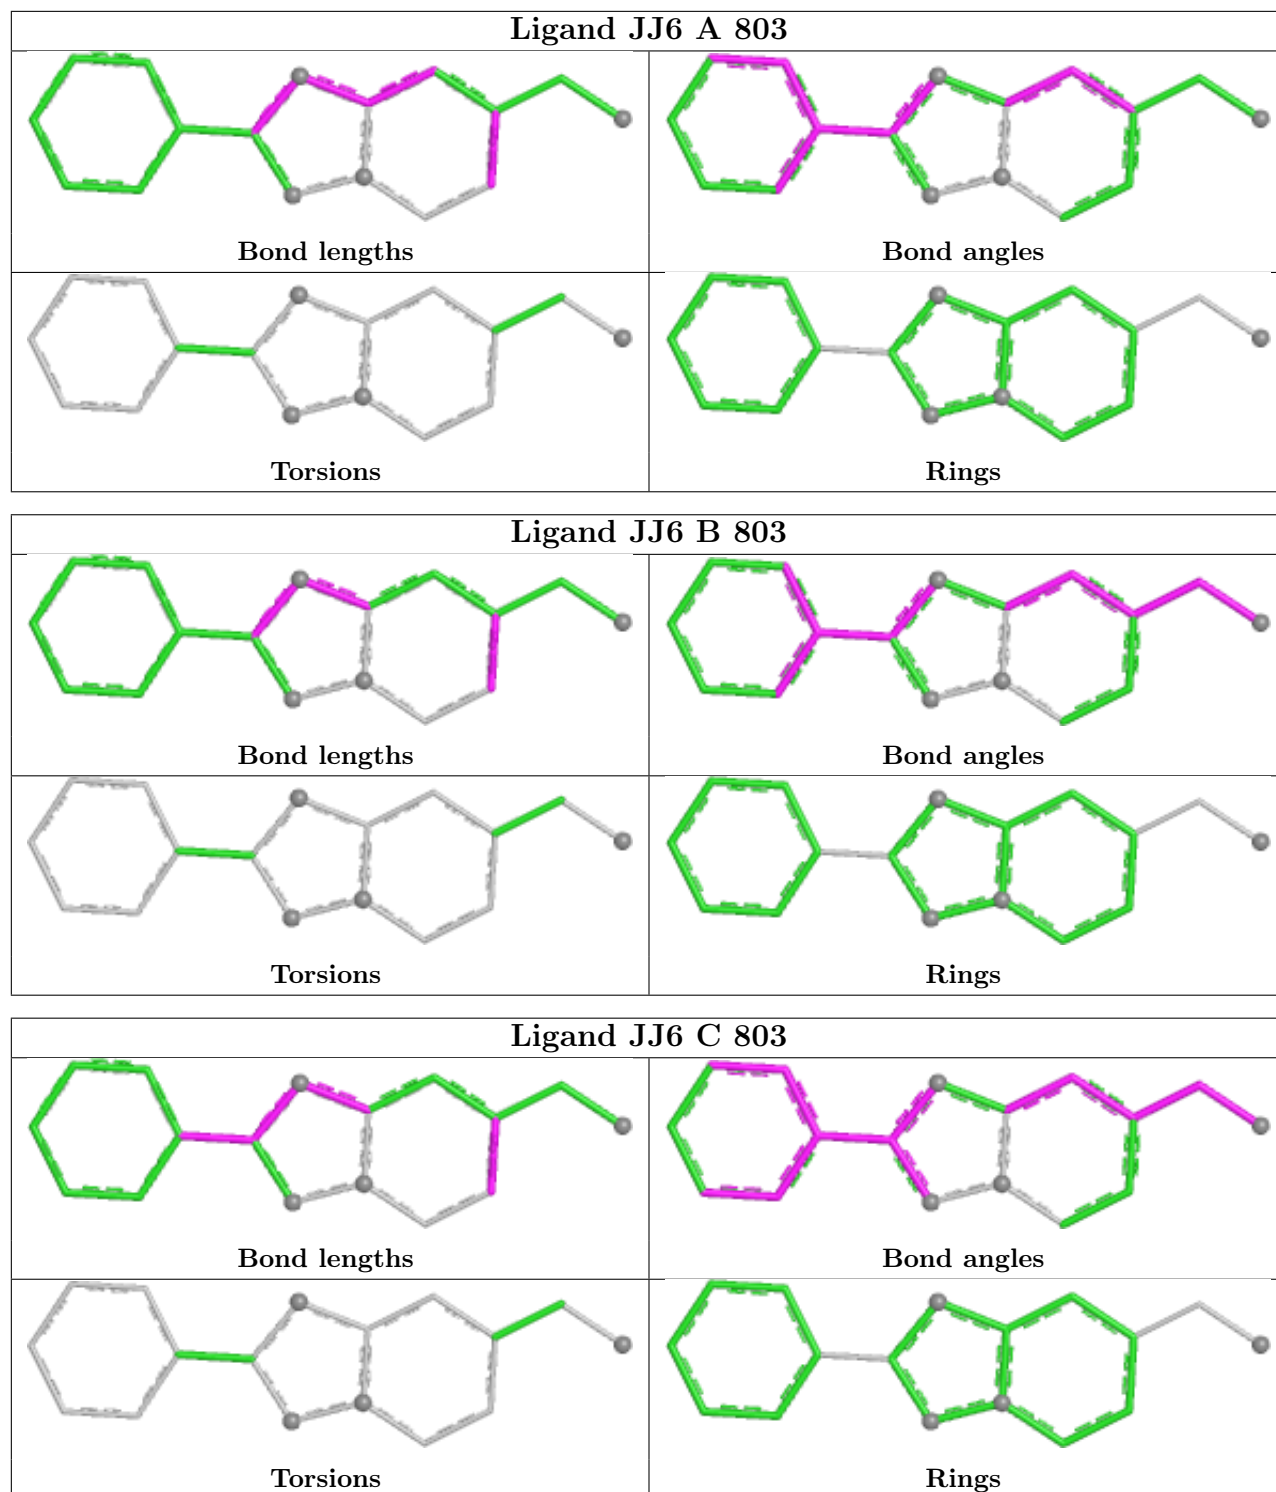 Ligand JJ6 A 803
Bond lengths
Bond angles
Torsions
Rings
Ligand JJ6 B 803
Bond lengths
Bond angles
Torsions
Rings
Ligand JJ6 C 803
Bond lengths
Bond angles
Torsions
Rings